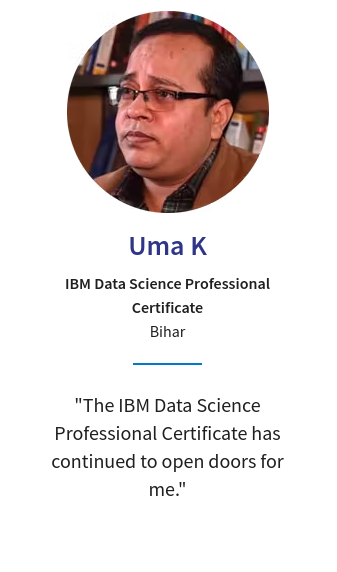 Uma K
IBM Data Science Professional
Certificate
Bihar
"The IBM Data Science
Professional Certificate has
continued to open doors for
me."